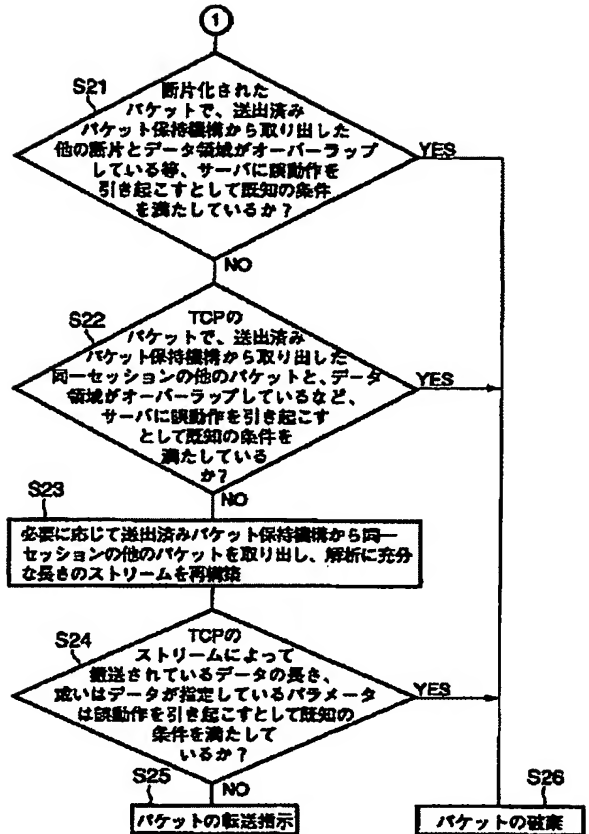 1
S21
断片化された
パケットで、送出済み
パケット保持機構から取り出した
他の断片とデータ領域がオーバーラップ
している等、サーバに誤動作を
引き起こすとして既知の条件
を満たしているか?
YES
NO
S22
TCPの
パケットで、送出済み
パケット保持機構から取り出した
同一セッションの他のパケットと、データ
領域がオーバーラップしているなど、
サーバに誤動作を引き起こす
として既知の条件を
満たしている
か?
YES
NO
S23
必要に応じて送出済みパケット保持機構から同一
セッションの他のパケットを取り出し、解析に充分
な長さのストリームを再構築
S24
TCPの
ストリームによって
搬送されているデータの長さ、
或いはデータが指定しているパラメータ
は誤動作を引き起こすとして既知の
条件を満たして
いるか?
YES
NO
S25
パケットの転送指示
S26
パケットの破棄